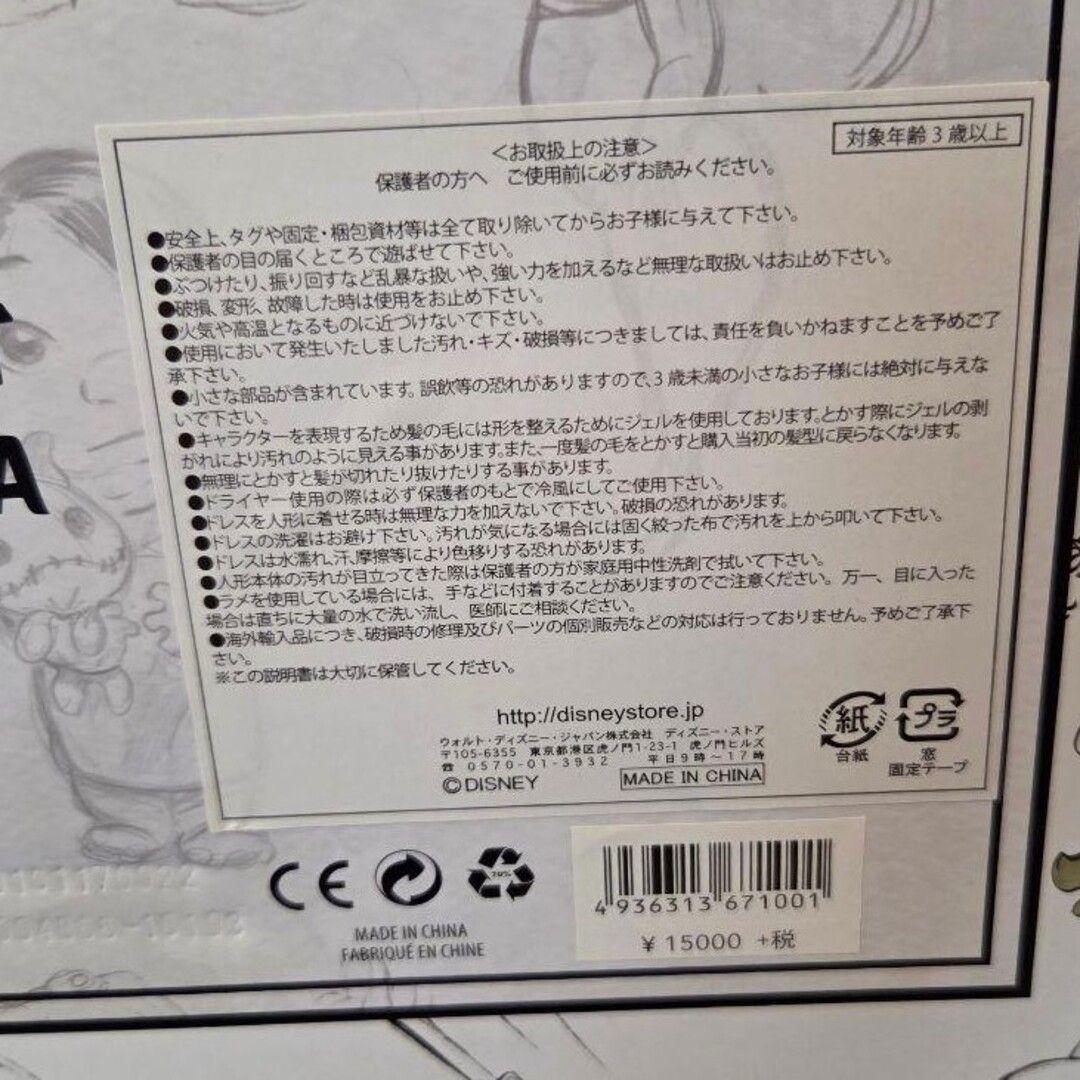 <お取扱上の注意>
対象年齢3歳以上
保護者の方へ ご使用前に必ずお読みください。
●安全上、タグや固定・梱包資材等は全て取り除いてからお子様に与えて下さい。
●保護者の目の届くところで遊ばせて下さい。
●ぶつけたり、振り回すなど乱暴な扱いや、強い力を加えるなど無理な取扱いはお止め下さい。
●破損、変形、故障した時は使用をお止め下さい。
●火気や高温となるものに近づけないで下さい。
●使用において発生いたしました汚れ・キズ・破損等につきましては、責任を負いかねますことを予めご了
承下さい。
●小さな部品が含まれています。誤飲等の恐れがありますので、3歳未満の小さなお子様には絶対に与えな
いで下さい。
●キャラクターを表現するため髪の毛には形を整えるためにジェルを使用しております。とかす際にジェルの剥
がれにより汚れのように見える事があります。また、一度髪の毛をとかすと購入当初の髪型に戻らなくなります。
●無理にとかすと髪が切れたり抜けたりする事があります。
●ドライヤー使用の際は必ず保護者のもとで冷風にしてご使用下さい。
●ドレスを人形に着せる時は無理な力を加えないで下さい。破損の恐れがあります。
●ドレスの洗濯はお避け下さい。汚れが気になる場合には固く絞った布で汚れを上から叩いて下さい。
●ドレスは水濡れ、汗、摩擦等により色移りする恐れがあります。
●人形本体の汚れが目立ってきた際は保護者の方が家庭用中性洗剤で拭いて下さい。
●ラメを使用している場合には、手などに付着することがありますのでご注意ください。万一、目に入った
場合は直ちに大量の水で洗い流し、医師にご相談ください。
●海外輸入品につき、破損時の修理及びパーツの個別販売などの対応は行っておりません。予めご了承下
さい。
※この説明書は大切に保管してください。
http://disneystore.jp
ウォルト・ディズニー・ジャパン株式会社 ディズニー・ストア
〒105-6355 東京都港区虎ノ門1-23-1 虎ノ門ヒルズ
☎ 0570-01-3932 平日9時~17時
©DISNEY MADE IN CHINA
紙 プラ
台紙 窓
固定テープ
A
CE
20%
MADE IN CHINA
FABRIQUÉ EN CHINE
4 936313 671001
¥ 15000 +税